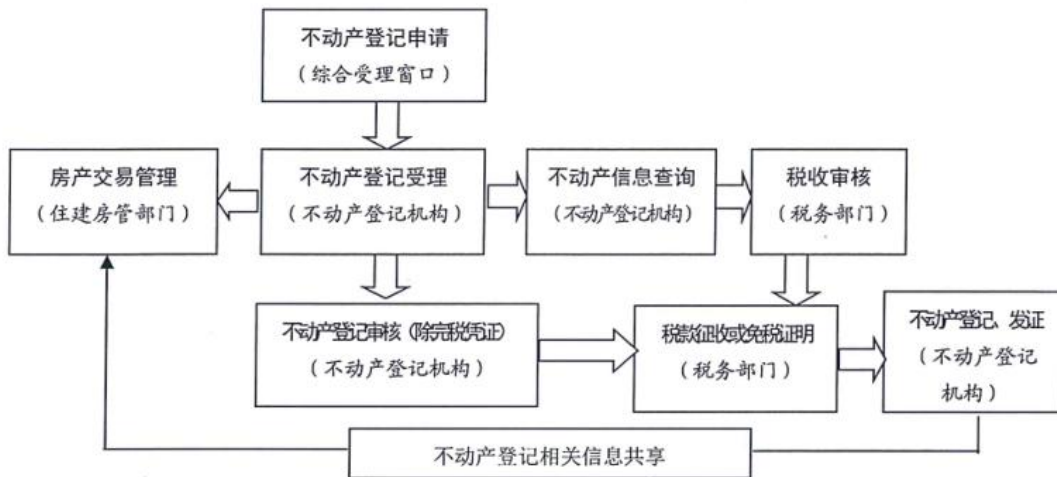 不动产登记申请
（综合受理窗口）
房产交易管理
（住建房管部门）
不动产登记受理
（不动产登记机构）
不动产信息查询
（不动产登记机构）
税收审核
（税务部门）
不动产登记审核（除完税凭证）
（不动产登记机构）
税款征收或免税证明
（税务部门）
不动产登记、发证
（不动产登记
机构）
不动产登记相关信息共享